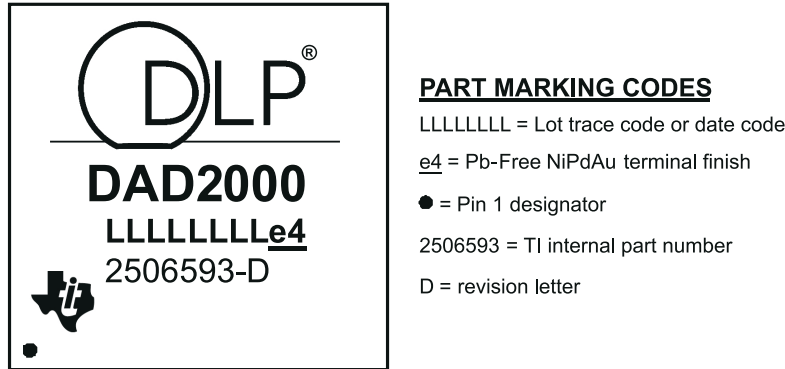 DLP®
DAD2000
LLLLLLLLe4
2506593-D
ti
PART MARKING CODES
LLLLLLLL = Lot trace code or date code
e4 = Pb-Free NiPdAu terminal finish
● = Pin 1 designator
2506593 = TI internal part number
D = revision letter